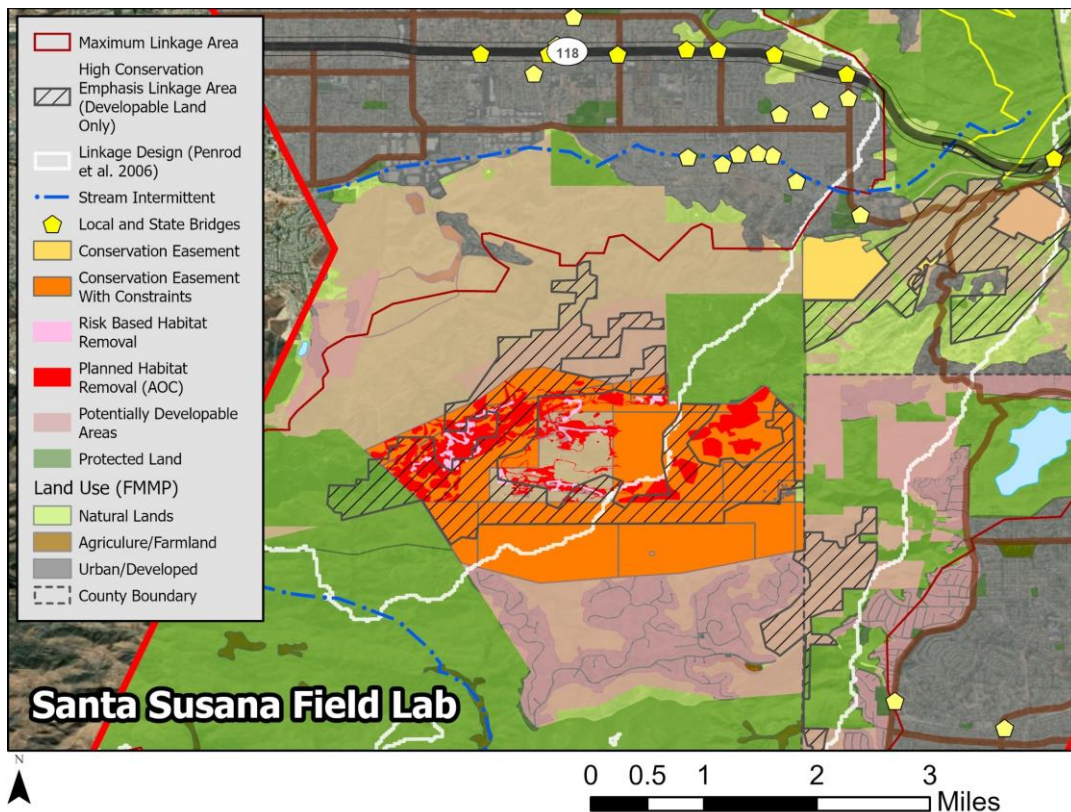 Maximum Linkage Area
High Conservation
Emphasis Linkage Area
(Developable Land
Only)
Linkage Design (Penrod
et al. 2006)
Stream Intermittent
Local and State Bridges
Conservation Easement
Conservation Easement
With Constraints
Risk Based Habitat
Removal
Planned Habitat
Removal (AOC)
Potentially Developable
Areas
Protected Land
Land Use (FMMP)
Natural Lands
Agriculure/Farmland
Urban/Developed
County Boundary
118
Santa Susana Field Lab
N
0 0.5 1 2 3
Miles